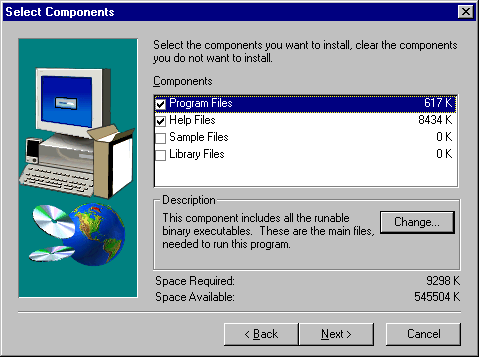 Select Components
Select the components you want to install, clear the components
you do not want to install.
Components
Program Files 617 K
Help Files 8434 K
Sample Files 0 K
Library Files 0 K
Description
This component includes all the runable
binary executables. These are the main files,
needed to run this program.
Change...
Space Required: 9298 K
Space Available: 545504 K
< Back
Next >
Cancel